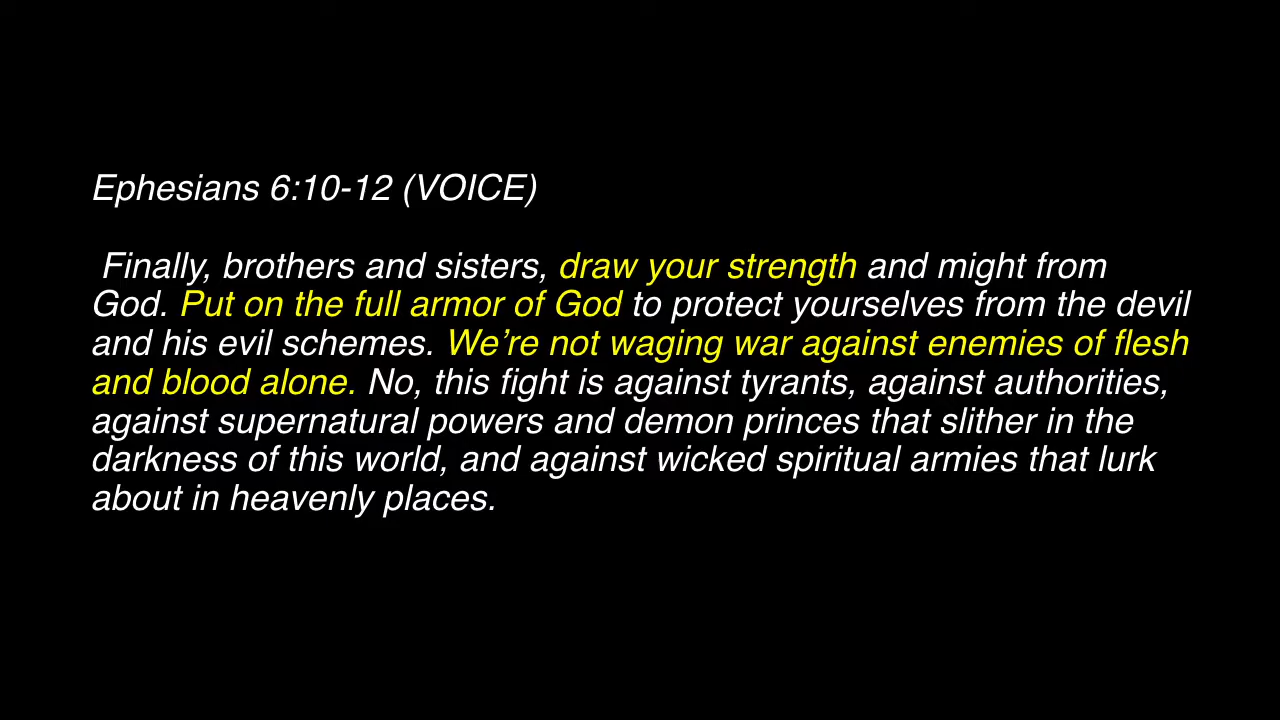 Ephesians 6:10-12 (VOICE)
Finally, brothers and sisters, draw your strength and might from
God. Put on the full armor of God to protect yourselves from the devil
and his evil schemes. We’re not waging war against enemies of flesh
and blood alone. No, this fight is against tyrants, against authorities,
against supernatural powers and demon princes that slither in the
darkness of this world, and against wicked spiritual armies that lurk
about in heavenly places.